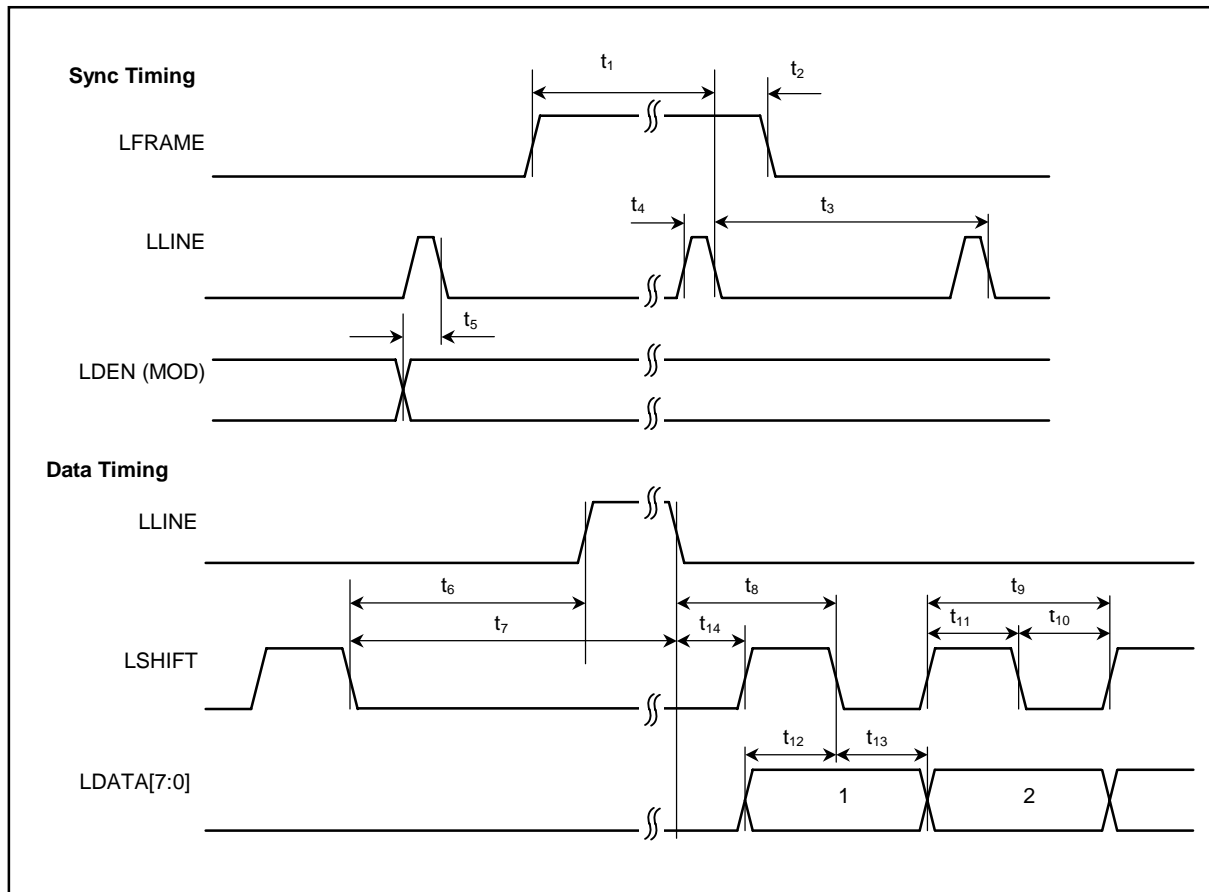 Sync Timing
t1
t2
LFRAME
t4
t3
LLINE
t5
LDEN (MOD)
Data Timing
LLINE
t6
t8
t9
t7
t14
t11
t10
LSHIFT
t12
t13
LDATA[7:0]
1
2